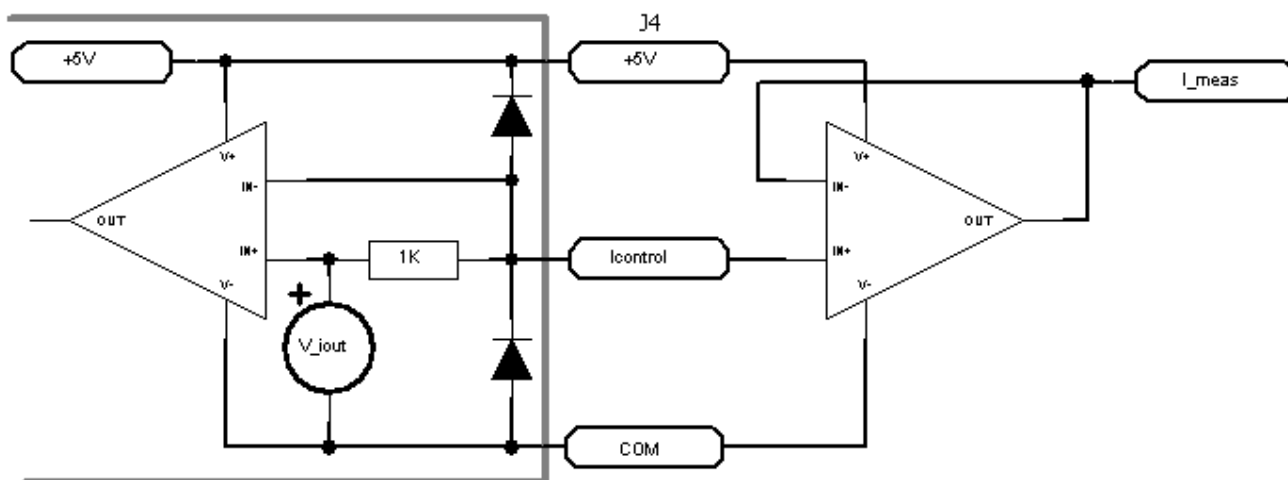 J4
+5V
+5V
I_meas
V+
V+
IN-
IN-
OUT
OUT
IN+
1K
Icontrol
IN+
V-
V-
+
V_iout
COM